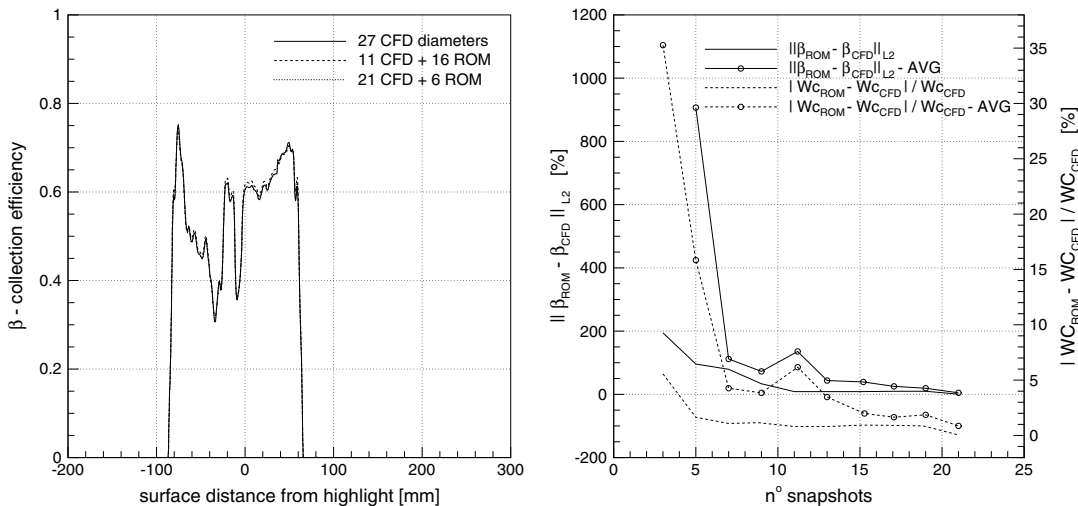 1
0.8
0.6
0.4
0.2
0
-200
-100
0
100
200
300
β - collection efficiency
surface distance from highlight [mm]
27 CFD diameters
11 CFD + 16 ROM
21 CFD + 6 ROM
1200
1000
800
600
400
200
0
-200
0
5
10
15
20
25
|| β_ROM - β_CFD ||_L2 [%]
n° snapshots
||β_ROM - β_CFD||_L2
||β_ROM - β_CFD||_L2 - AVG
| Wc_ROM - Wc_CFD | / Wc_CFD
| Wc_ROM - Wc_CFD | / Wc_CFD - AVG
35
30
25
20
15
10
5
0
| WC_ROM - WC_CFD | / WC_CFD [%]